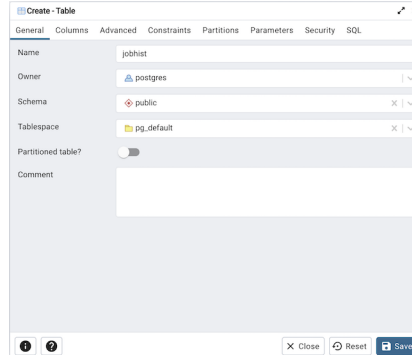 Create - Table
General Columns Advanced Constraints Partitions Parameters Security SQL
Name jobhist
Owner postgres
Schema public
Tablespace pg_default
Partitioned table?
Comment
Close Reset Save